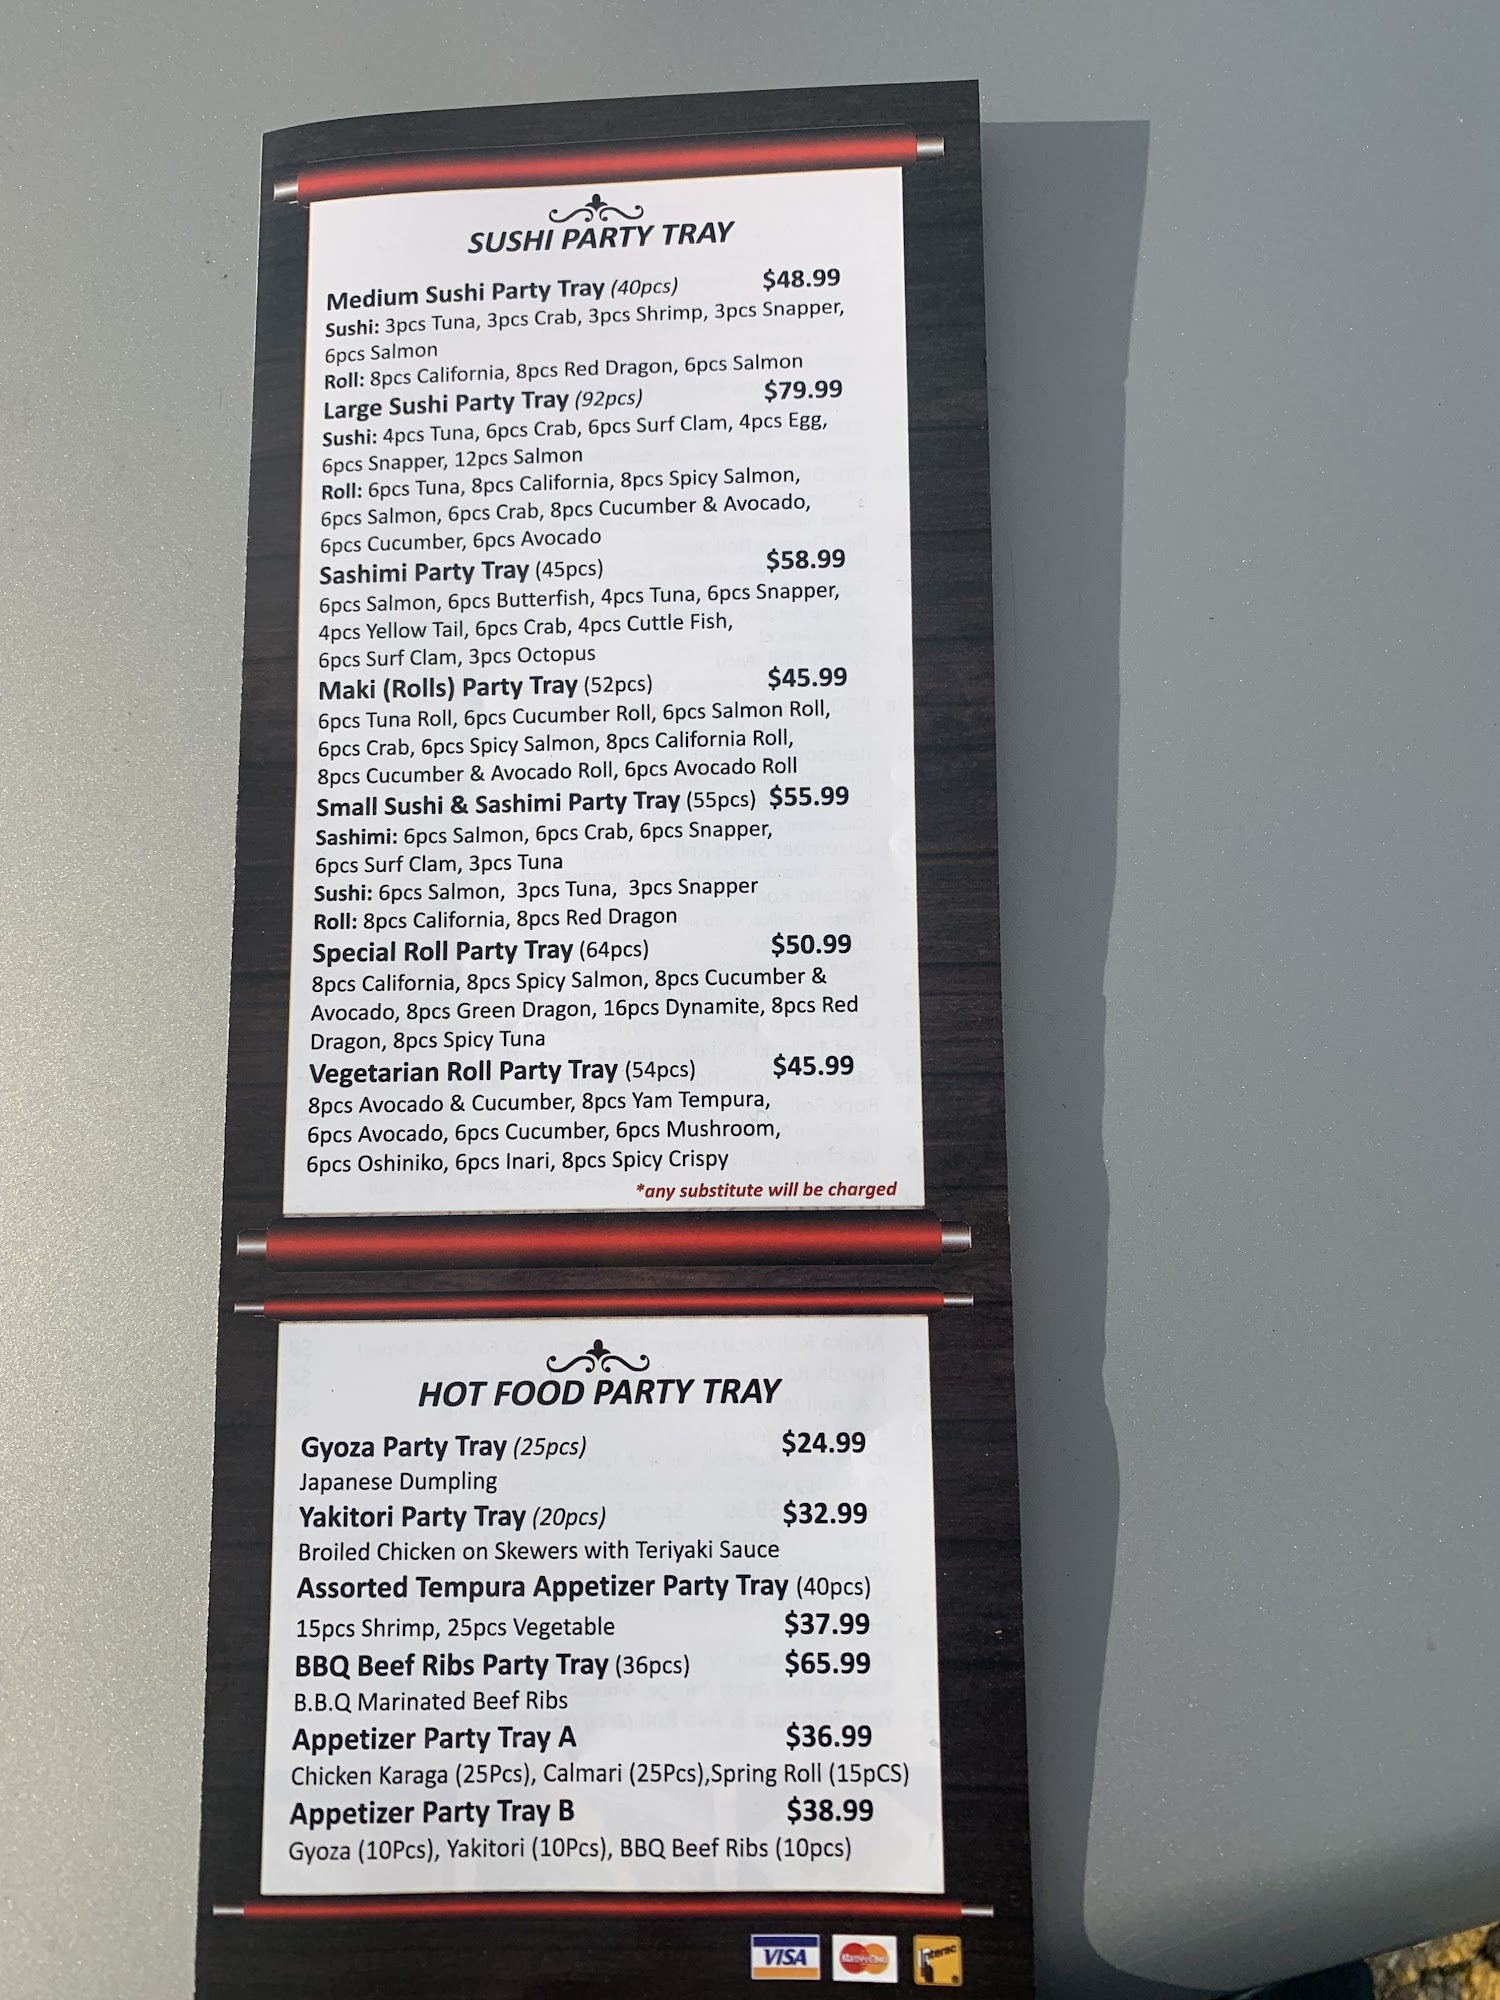 SUSHI PARTY TRAY
Medium Sushi Party Tray (40pcs) $48.99
Sushi: 3pcs Tuna, 3pcs Crab, 3pcs Shrimp, 3pcs Snapper,
6pcs Salmon
Roll: 8pcs California, 8pcs Red Dragon, 6pcs Salmon
Large Sushi Party Tray (92pcs) $79.99
Sushi: 4pcs Tuna, 6pcs Crab, 6pcs Surf Clam, 4pcs Egg,
6pcs Snapper, 12pcs Salmon
Roll: 6pcs Tuna, 8pcs California, 8pcs Spicy Salmon,
6pcs Salmon, 6pcs Crab, 8pcs Cucumber & Avocado,
6pcs Cucumber, 6pcs Avocado
Sashimi Party Tray (45pcs) $58.99
6pcs Salmon, 6pcs Butterfish, 4pcs Tuna, 6pcs Snapper,
4pcs Yellow Tail, 6pcs Crab, 4pcs Cuttle Fish,
6pcs Surf Clam, 3pcs Octopus
Maki (Rolls) Party Tray (52pcs) $45.99
6pcs Tuna Roll, 6pcs Cucumber Roll, 6pcs Salmon Roll,
6pcs Crab, 6pcs Spicy Salmon, 8pcs California Roll,
8pcs Cucumber & Avocado Roll, 6pcs Avocado Roll
Small Sushi & Sashimi Party Tray (55pcs) $55.99
Sashimi: 6pcs Salmon, 6pcs Crab, 6pcs Snapper,
6pcs Surf Clam, 3pcs Tuna
Sushi: 6pcs Salmon, 3pcs Tuna, 3pcs Snapper
Roll: 8pcs California, 8pcs Red Dragon
Special Roll Party Tray (64pcs) $50.99
8pcs California, 8pcs Spicy Salmon, 8pcs Cucumber &
Avocado, 8pcs Green Dragon, 16pcs Dynamite, 8pcs Red
Dragon, 8pcs Spicy Tuna
Vegetarian Roll Party Tray (54pcs) $45.99
8pcs Avocado & Cucumber, 8pcs Yam Tempura,
6pcs Avocado, 6pcs Cucumber, 6pcs Mushroom,
6pcs Oshiniko, 6pcs Inari, 8pcs Spicy Crispy
*any substitute will be charged
HOT FOOD PARTY TRAY
Gyoza Party Tray (25pcs) $24.99
Japanese Dumpling
Yakitori Party Tray (20pcs) $32.99
Broiled Chicken on Skewers with Teriyaki Sauce
Assorted Tempura Appetizer Party Tray (40pcs)
15pcs Shrimp, 25pcs Vegetable $37.99
BBQ Beef Ribs Party Tray (36pcs) $65.99
B.B.Q Marinated Beef Ribs
Appetizer Party Tray A $36.99
Chicken Karaga (25Pcs), Calmari (25Pcs),Spring Roll (15pCS)
Appetizer Party Tray B $38.99
Gyoza (10Pcs), Yakitori (10Pcs), BBQ Beef Ribs (10pcs)
VISA MasterCard Interac